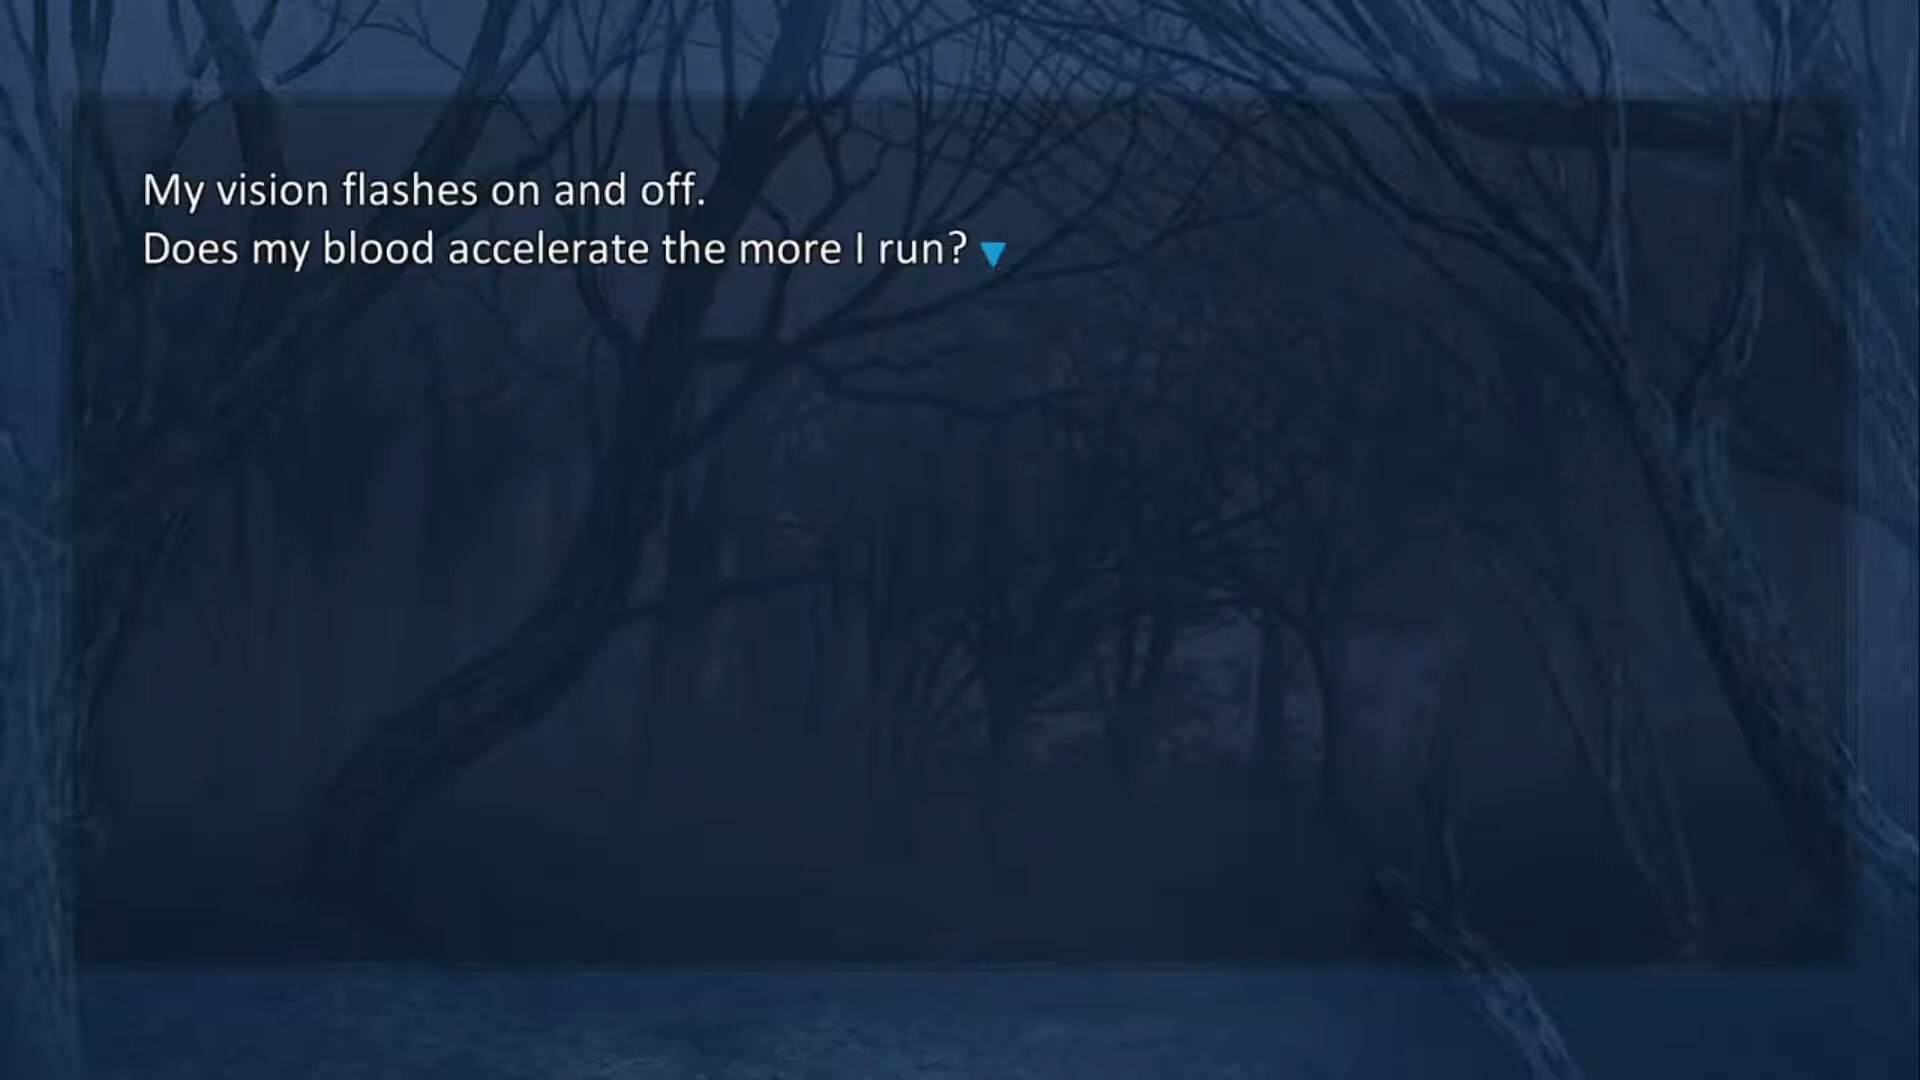 My vision flashes on and off.
Does my blood accelerate the more I run?